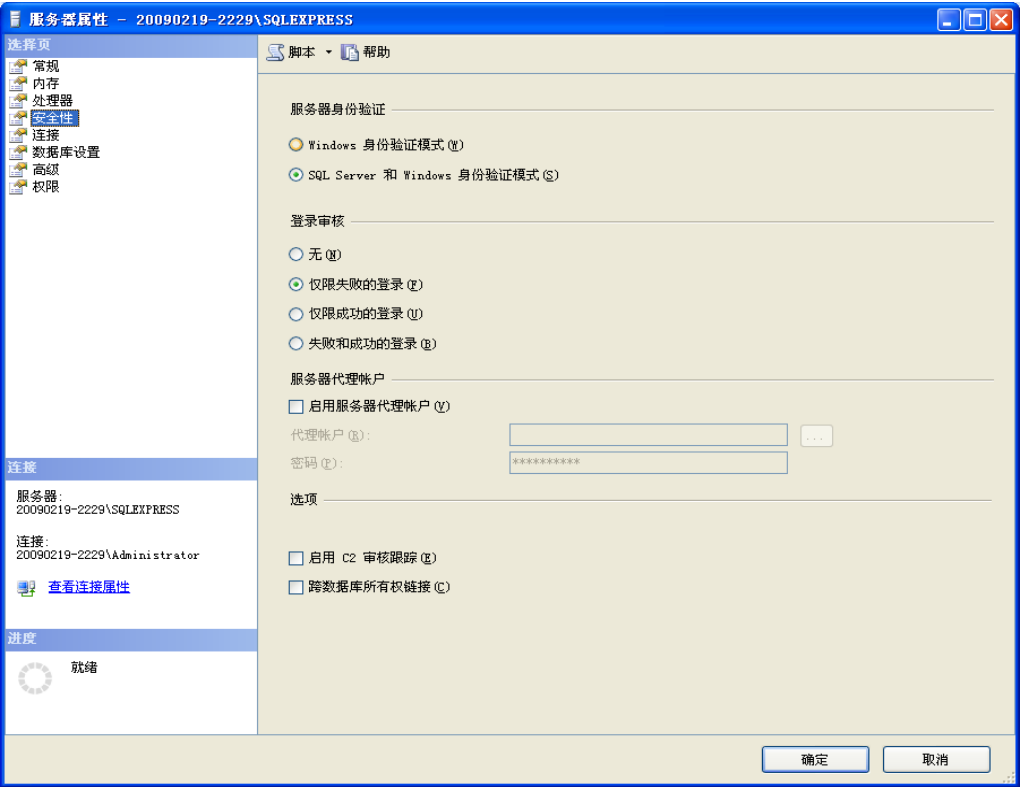 服务器属性 - 20090219-2229\SQLEXPRESS
选择页
常规
内存
处理器
安全性
连接
数据库设置
高级
权限
连接
服务器:
20090219-2229\SQLEXPRESS
连接:
20090219-2229\Administrator
查看连接属性
进度
就绪
脚本 帮助
服务器身份验证
Windows 身份验证模式(W)
SQL Server 和 Windows 身份验证模式(S)
登录审核
无(N)
仅限失败的登录(F)
仅限成功的登录(U)
失败和成功的登录(B)
服务器代理帐户
启用服务器代理帐户(V)
代理帐户(R): ...
密码(P): **********
选项
启用 C2 审核跟踪(E)
跨数据库所有权链接(C)
确定 取消